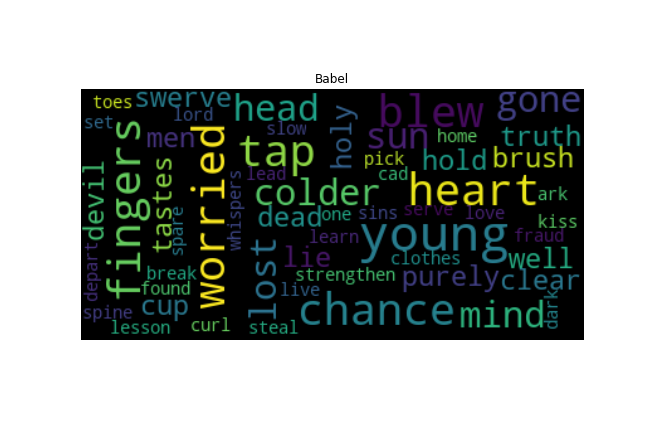 Babel
toes
swerve
lord
head
blew
gone
set
slow
holy
sun
home
truth
men
fingers
worried
tap
pick
hold
brush
devil
tastes
lead
cad
colder
heart
ark
spare
whispers
dead
one
sins
serve
love
kiss
learn
young
fraud
depart
break
found
lost
lie
clothes
well
strengthen
purely
clear
live
spine
cup
chance
mind
dark
lesson
curl
steal